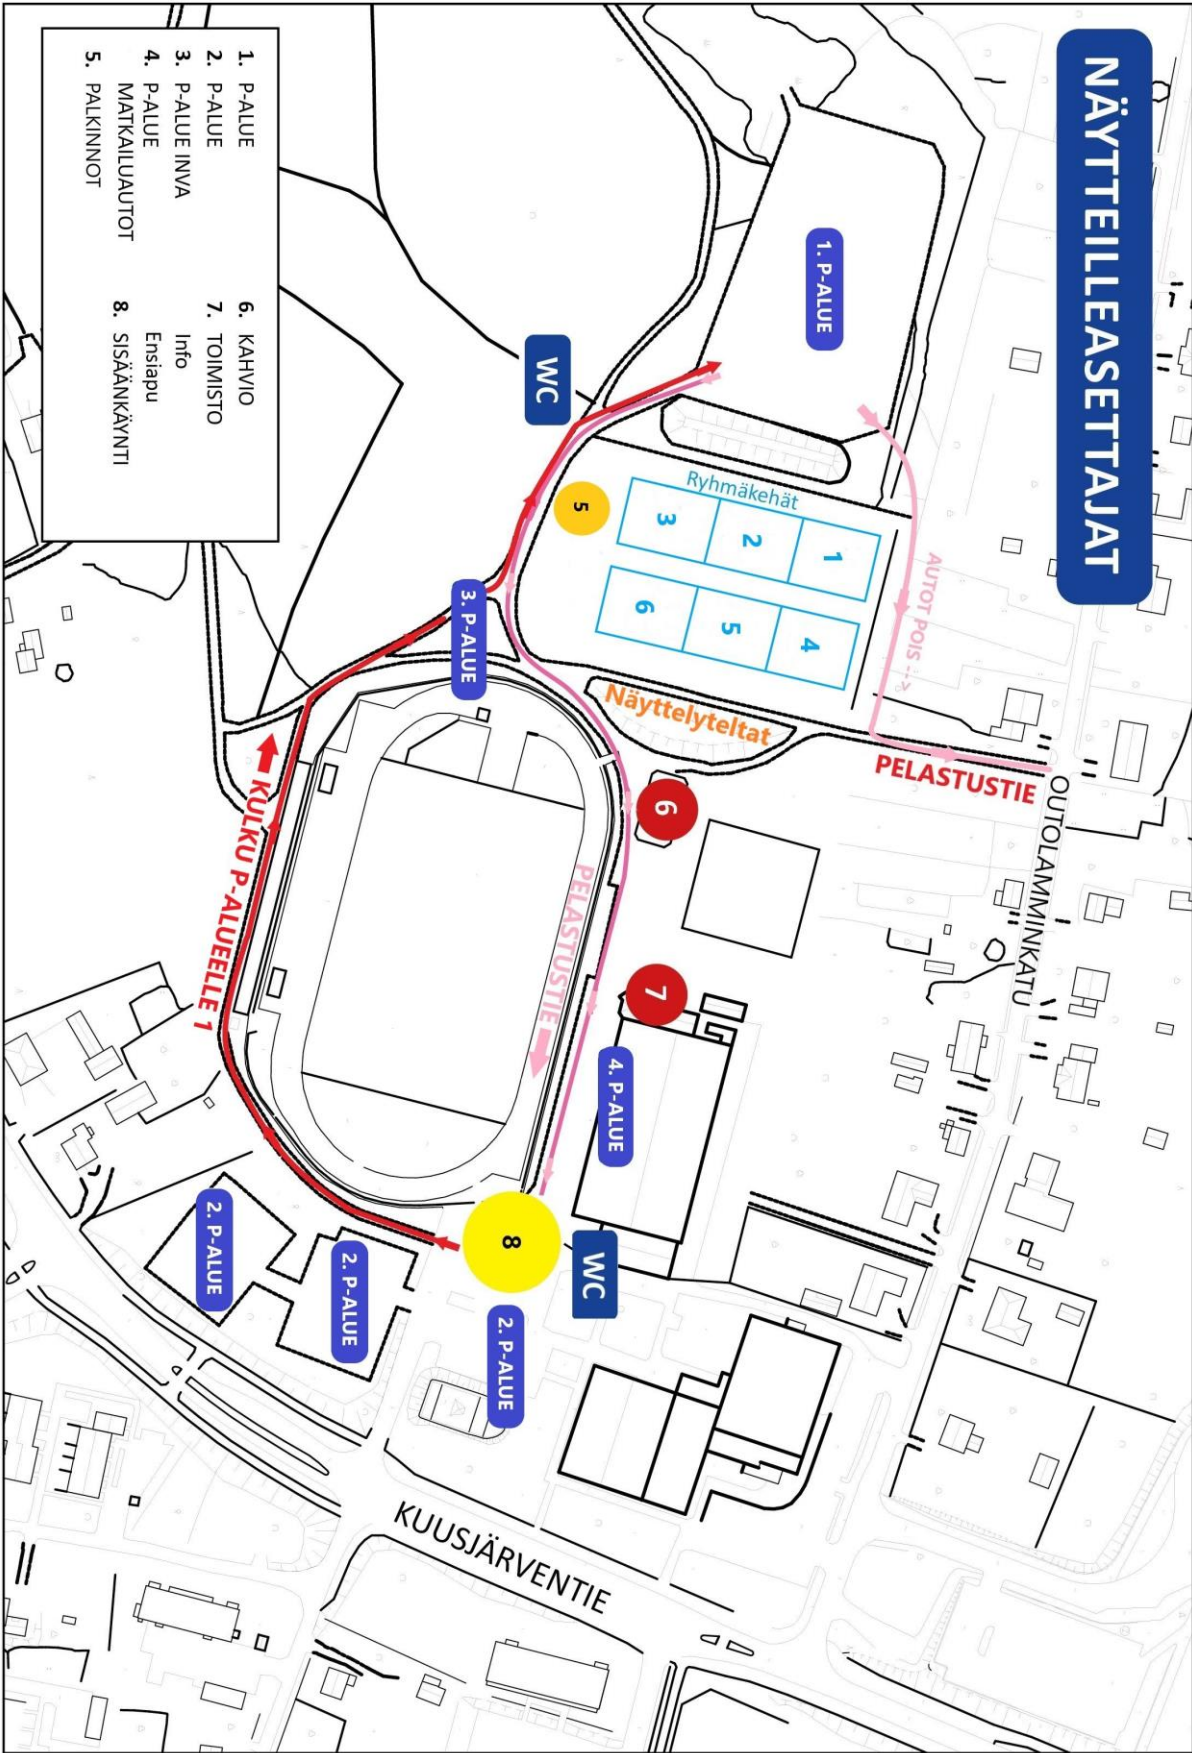 NÄYTTEILLEASETTAJAT
OUTOLAMMINKATU
AUTOT POIS -->
PELASTUSTIE
1. P-ALUE
Ryhmäkehät
1
2
3
4
5
6
Näyttelyteltat
WC
5
6
7
3. P-ALUE
PELASTUSTIE
4. P-ALUE
KULKU P-ALUEELLE 1
8
WC
2. P-ALUE
2. P-ALUE
2. P-ALUE
KUUSJÄRVENTIE
1. P-ALUE
2. P-ALUE
3. P-ALUE INVA
4. P-ALUE
MATKAILUAUTOT
5. PALKINNOT
6. KAHVIO
7. TOIMISTO
Info
Ensiapu
8. SISÄÄNKÄYNTI